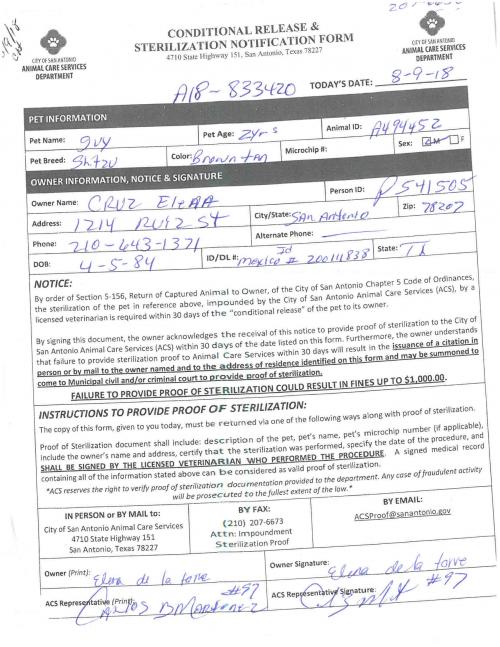 CONDITIONAL RELEASE &
STERILIZATION NOTIFICATION FORM
4710 State Highway 151, San Antonio, Texas 78227
CITY OF SAN ANTONIO
ANIMAL CARE SERVICES
DEPARTMENT
CITY OF SAN ANTONIO
ANIMAL CARE SERVICES
DEPARTMENT
A18-833420 TODAY'S DATE: 8-9-18
PET INFORMATION
Pet Name: guy Pet Age: 2yrs Animal ID: A494452
Pet Breed: Shitzu Color: Brown tan Microchip #: Sex: M F
OWNER INFORMATION, NOTICE & SIGNATURE
Owner Name: CRUZ Person ID: P541505
Address: 1214 RUIZ St City/State: SAn Antonio Zip: 78207
Phone: 210-643-1371 Alternate Phone:
DOB: 4-5-84 ID/DL #: Id Mexico # 200111838 State:
NOTICE:
By order of Section 5-156, Return of Captured Animal to Owner, of the City of San Antonio Chapter 5 Code of Ordinances,
the sterilization of the pet in reference above, impounded by the City of San Antonio Animal Care Services (ACS), by a
licensed veterinarian is required within 30 days of the "conditional release" of the pet to its owner.
By signing this document, the owner acknowledges the receival of this notice to provide proof of sterilization to the City of
San Antonio Animal Care Services (ACS) within 30 days of the date listed on this form. Furthermore, the owner understands
that failure to provide sterilization proof to Animal Care Services within 30 days will result in the issuance of a citation in
person or by mail to the owner named and to the address of residence identified on this form and may be summoned to
come to Municipal civil and/or criminal court to provide proof of sterilization.
FAILURE TO PROVIDE PROOF OF STERILIZATION COULD RESULT IN FINES UP TO $1,000.00.
INSTRUCTIONS TO PROVIDE PROOF OF STERILIZATION:
The copy of this form, given to you today, must be returned via one of the following ways along with proof of sterilization.
Proof of Sterilization document shall include: description of the pet, pet's name, pet's microchip number (if applicable),
include the owner's name and address, certify that the sterilization was performed, specify the date of the procedure, and
SHALL BE SIGNED BY THE LICENSED VETERINARIAN WHO PERFORMED THE PROCEDURE. A signed medical record
containing all of the information stated above can be considered as valid proof of sterilization.
*ACS reserves the right to verify proof of sterilization documentation provided to the department. Any case of fraudulent activity
will be prosecuted to the fullest extent of the law.*
IN PERSON or BY MAIL to:
City of San Antonio Animal Care Services
4710 State Highway 151
San Antonio, Texas 78227
BY FAX:
(210) 207-6673
Attn: Impoundment
Sterilization Proof
BY EMAIL:
ACSProof@sanantonio.gov
Owner (Print): Elena de la torre Owner Signature: Elena de la torre
ACS Representative (Print): CARlOS B MARtinez #97 ACS Representative Signature: #97